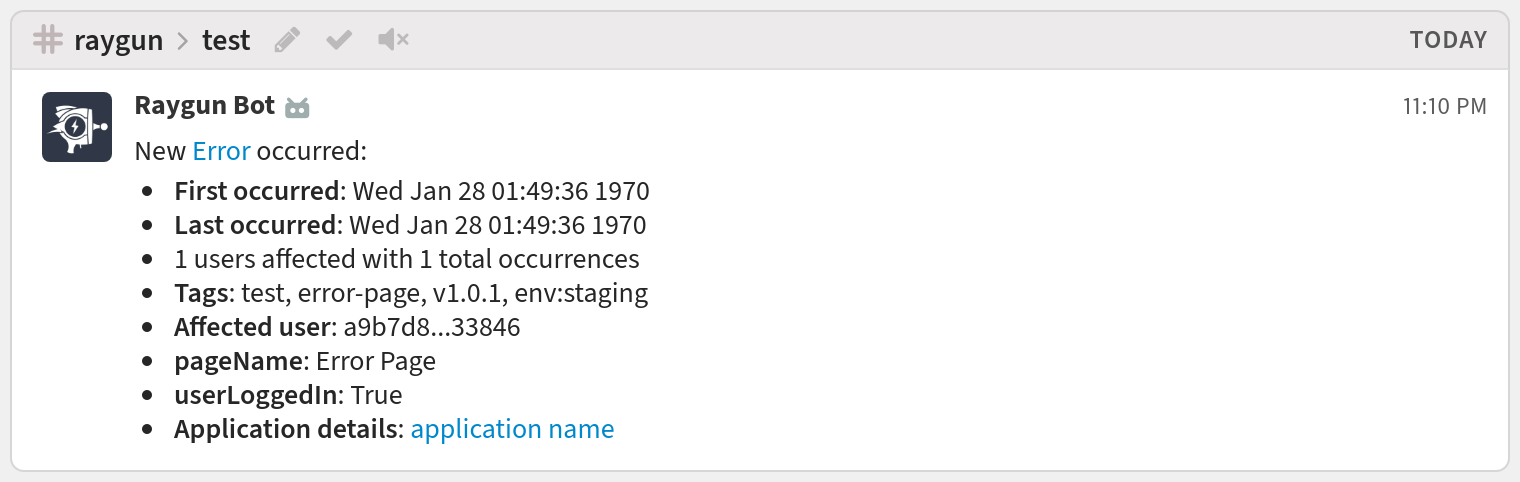 raygun > test TODAY
Raygun Bot 11:10 PM
New Error occurred:
• First occurred: Wed Jan 28 01:49:36 1970
• Last occurred: Wed Jan 28 01:49:36 1970
• 1 users affected with 1 total occurrences
• Tags: test, error-page, v1.0.1, env:staging
• Affected user: a9b7d8...33846
• pageName: Error Page
• userLoggedIn: True
• Application details: application name